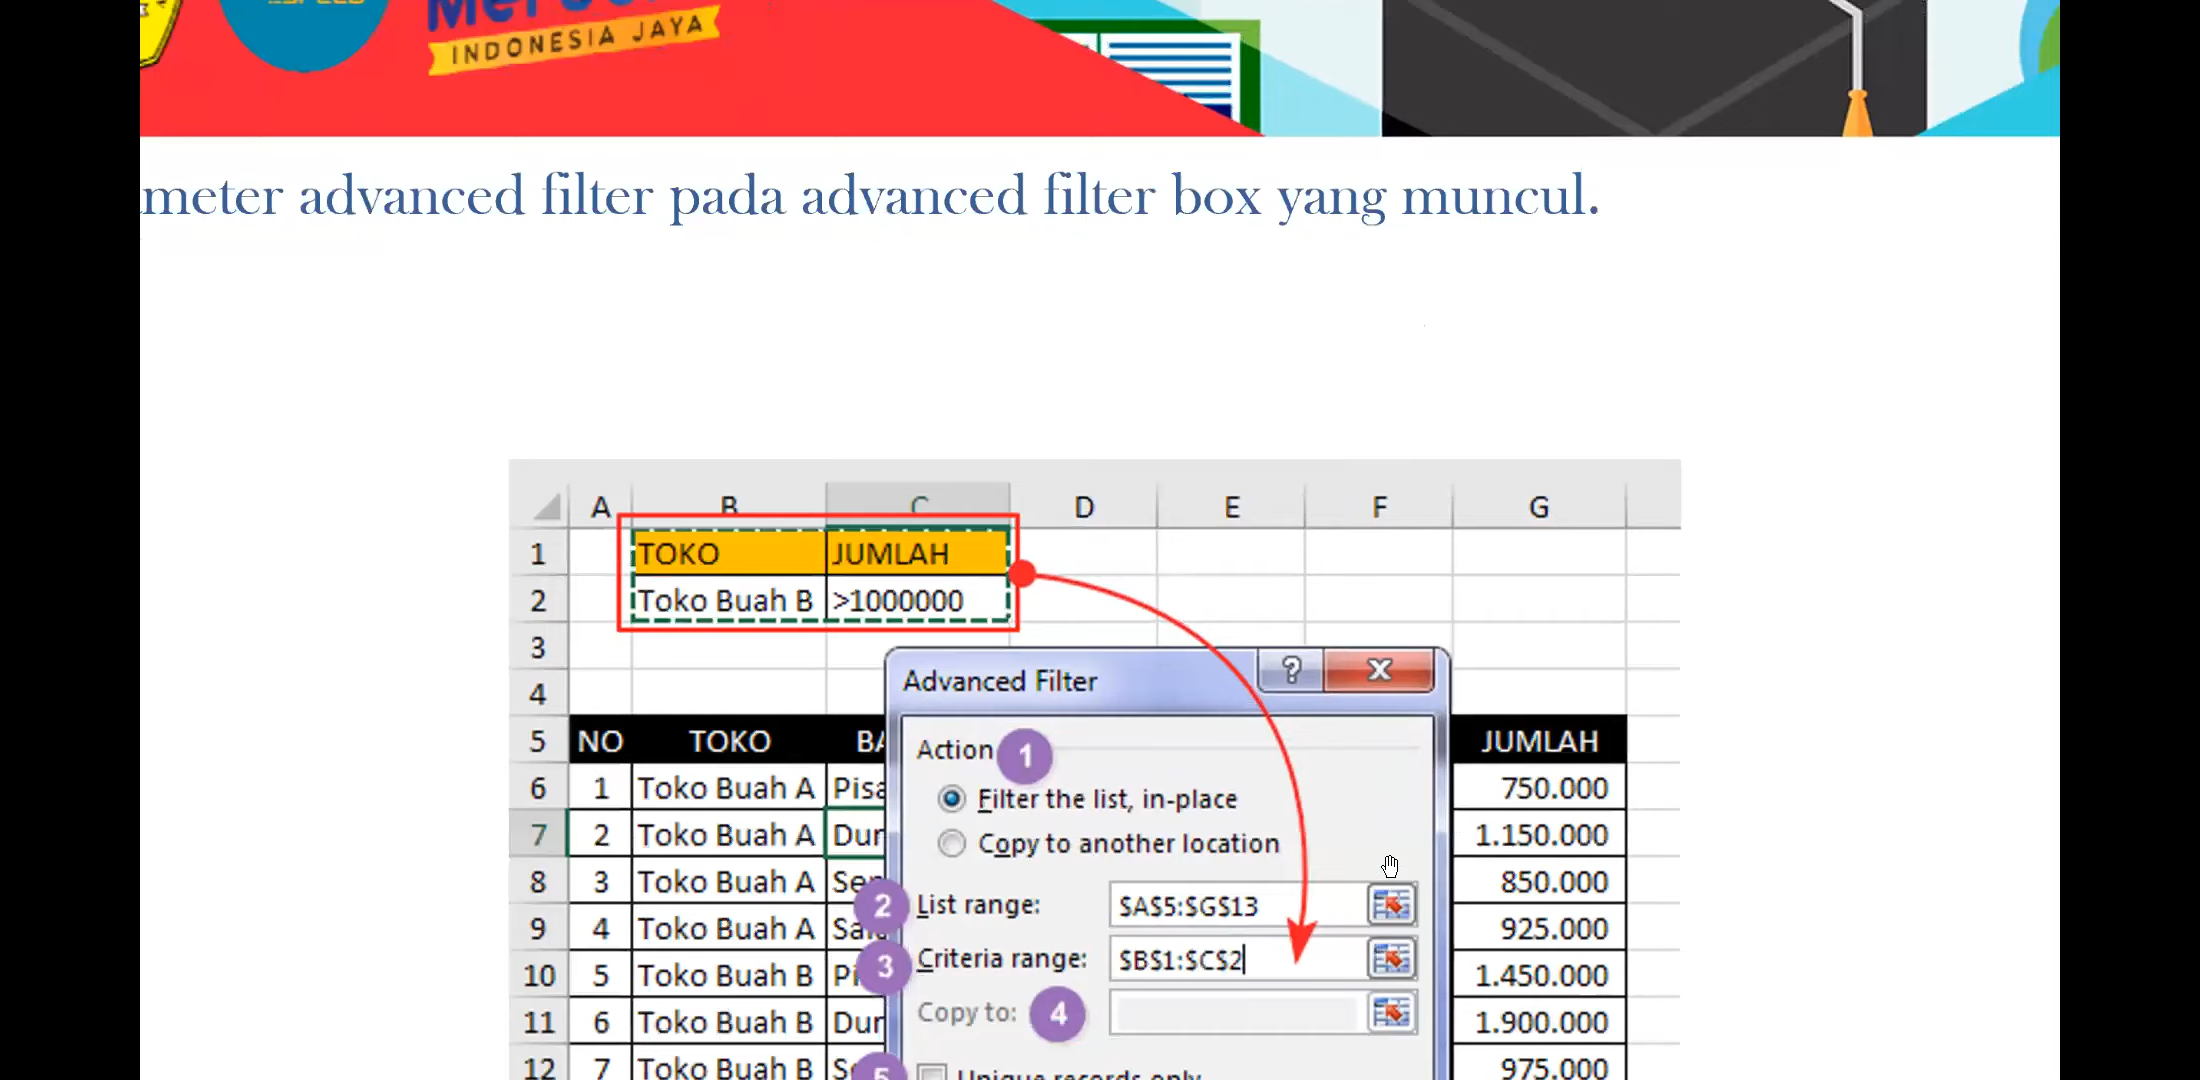 INDONESIA JAYA
advanced filter pada advanced filter box yang muncul.
A B C D E F G
1 TOKO JUMLAH
2 Toko Buah B >1000000
3
4
Advanced Filter ? X
5 NO TOKO JUMLAH
Action 1
6 1 Toko Buah A 750.000
Filter the list, in-place
7 2 Toko Buah A 1.150.000
Copy to another location
8 3 Toko Buah A 850.000
2 List range: $A$5:$G$13
9 4 Toko Buah A 925.000
3 Criteria range: $B$1:$C$2
10 5 Toko Buah B 1.450.000
Copy to: 4
11 6 Toko Buah B 1.900.000
12 7 Toko Buah B 975.000
5 Unique records only